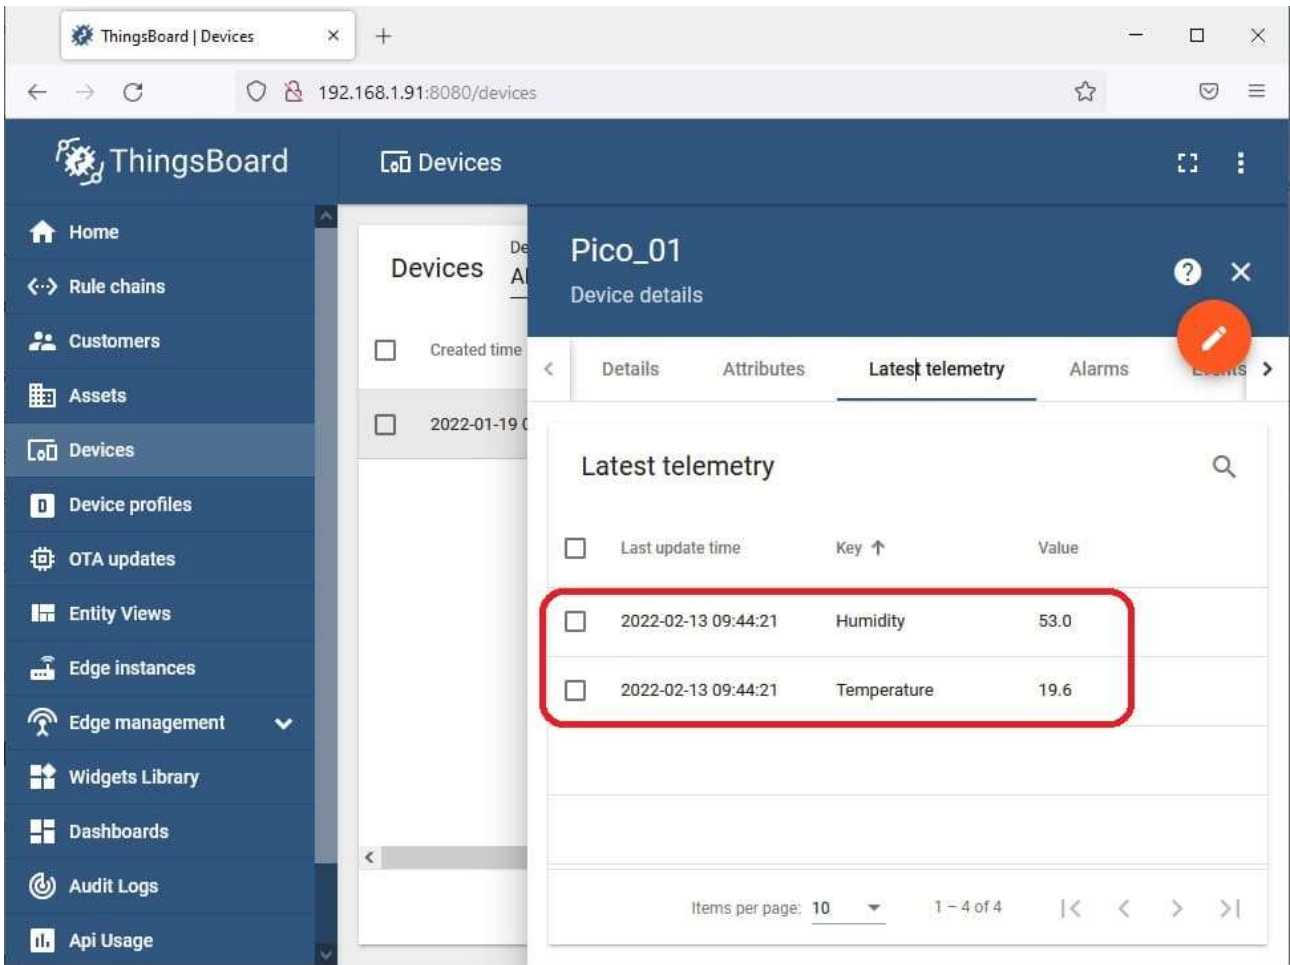 ThingsBoard | Devices
192.168.1.91:8080/devices
ThingsBoard
Devices
Home
Rule chains
Customers
Assets
Devices
Device profiles
OTA updates
Entity Views
Edge instances
Edge management
Widgets Library
Dashboards
Audit Logs
Api Usage
Devices
Created time
2022-01-19
Pico_01
Device details
Details Attributes Latest telemetry Alarms
Latest telemetry
Last update time Key Value
2022-02-13 09:44:21 Humidity 53.0
2022-02-13 09:44:21 Temperature 19.6
Items per page: 10 1 – 4 of 4